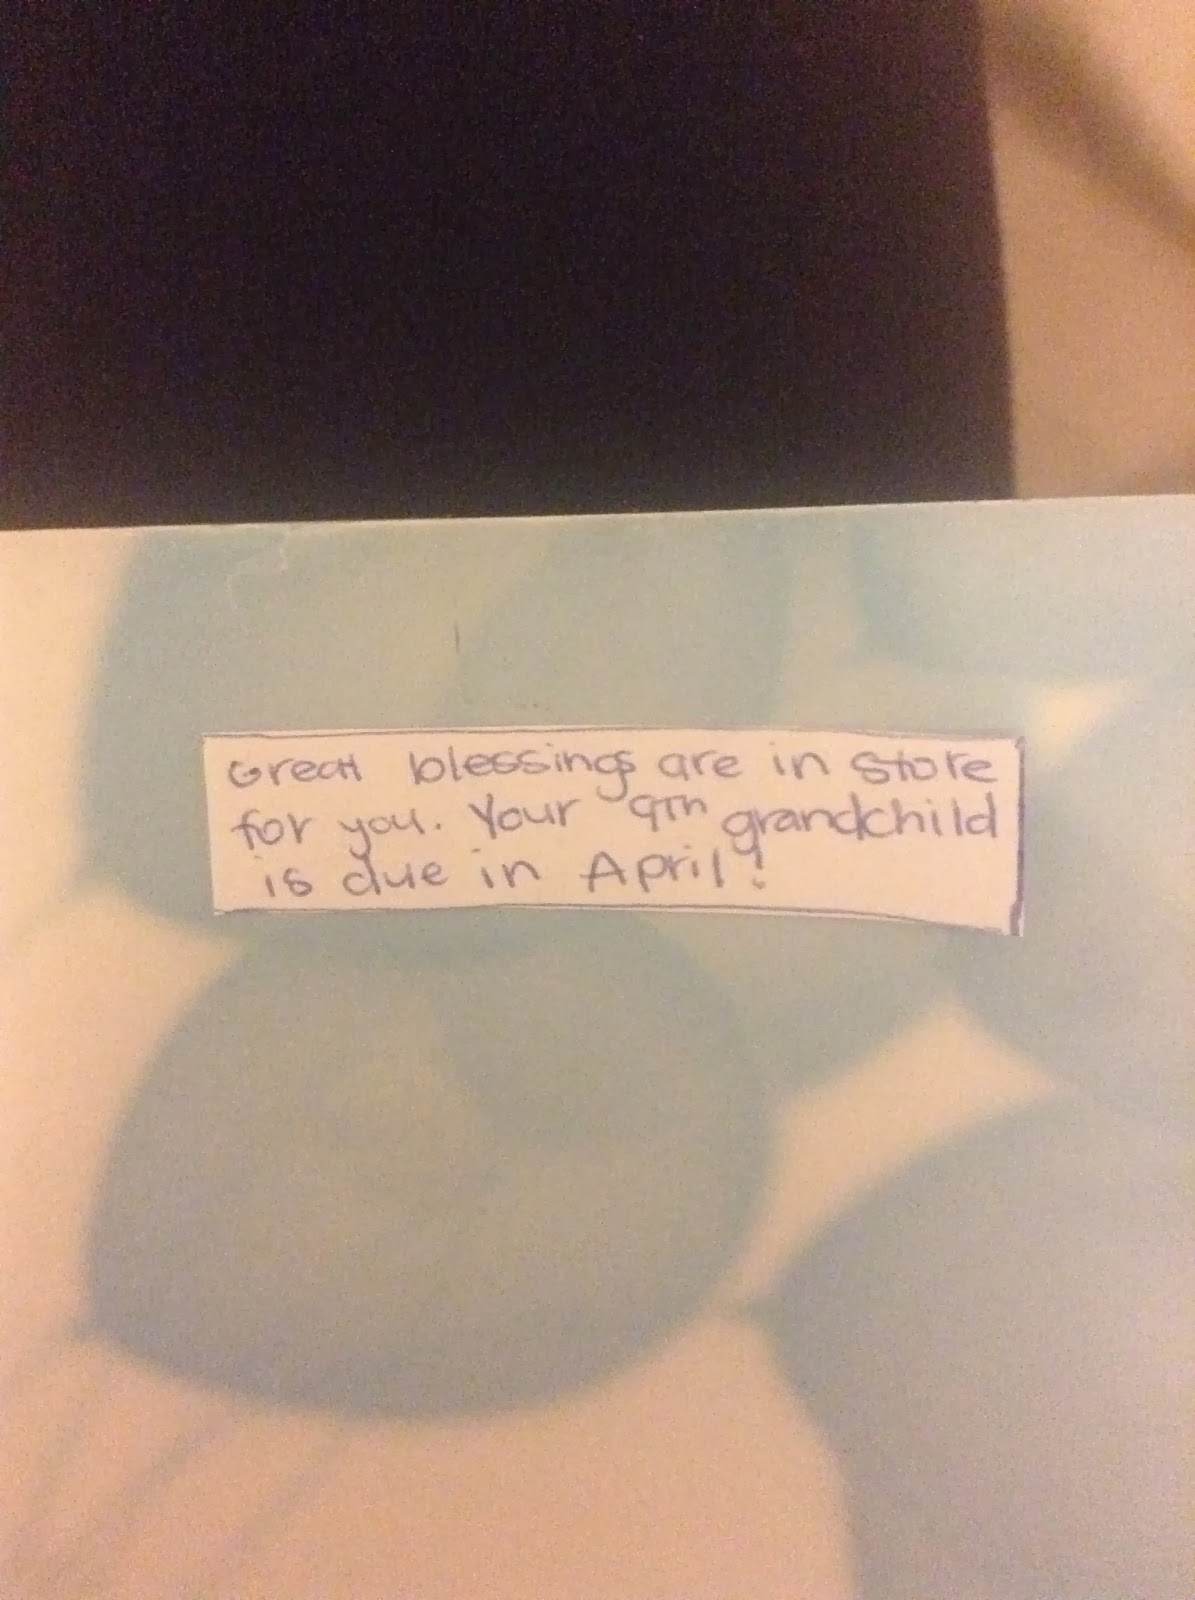 Great blessings are in store
for you. Your 9th grandchild
is due in April!